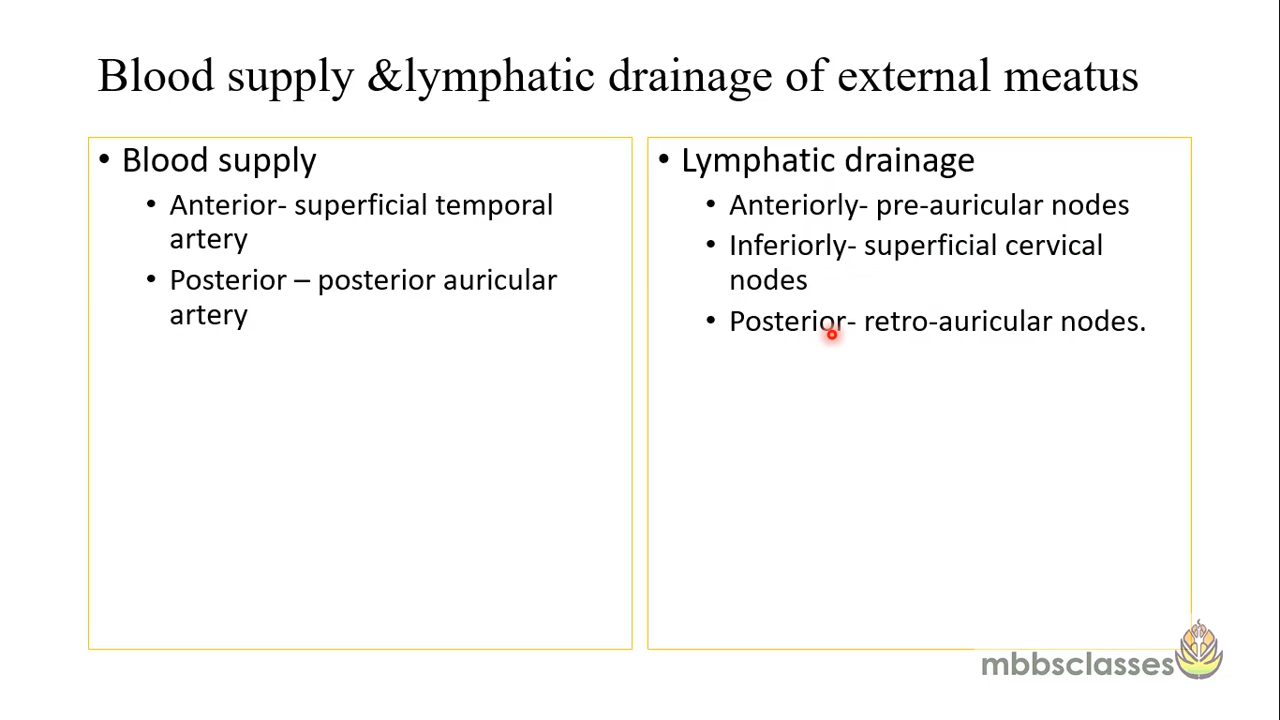 Blood supply &lymphatic drainage of external meatus
• Blood supply
• Anterior- superficial temporal
artery
• Posterior – posterior auricular
artery
• Lymphatic drainage
• Anteriorly- pre-auricular nodes
• Inferiorly- superficial cervical
nodes
• Posterior- retro-auricular nodes.
mbbsclasses